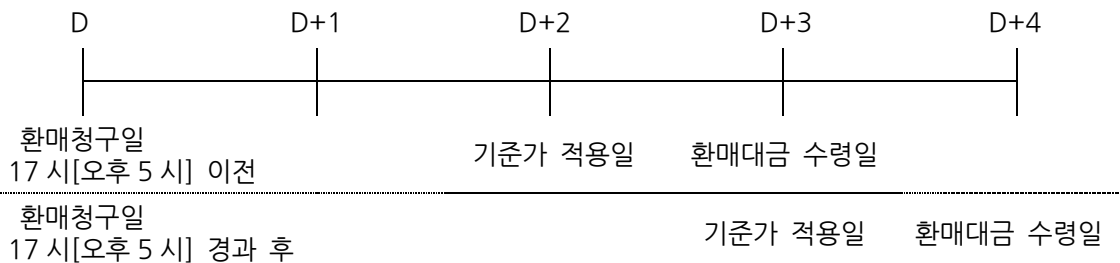 D D+1 D+2 D+3 D+4
환매청구일
17 시[오후 5 시] 이전
기준가 적용일 환매대금 수령일
환매청구일
17 시[오후 5 시] 경과 후
기준가 적용일 환매대금 수령일